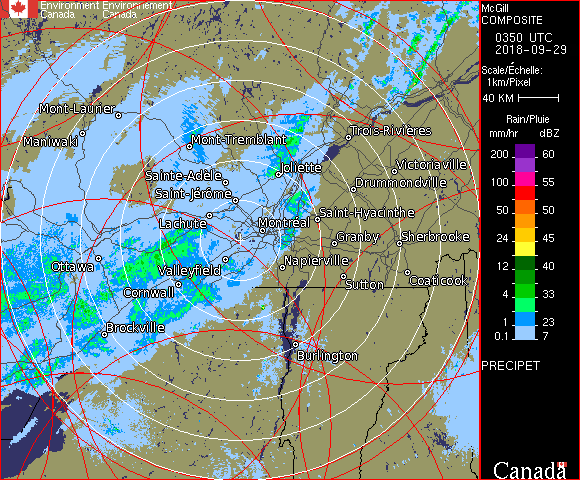 Environment Environnement
Canada Canada
McGill
COMPOSITE
0350 UTC
2018-09-29
Scale/Échelle:
1km/Pixel
40 KM
Rain/Pluie
mm/hr dBZ
200 60
150 57
100 55
50 50
24 45
12 40
4 33
1 23
0.1 7
PRECIPET
Canada
Mont-Laurier
Maniwaki
Mont-Tremblant
Trois-Rivières
Sainte-Adèle
Joliette
Victoriaville
Saint-Jérôme
Drummondville
Lachute
Montréal
Saint-Hyacinthe
Granby
Sherbrooke
Ottawa
Valleyfield
Napierville
Cornwall
Sutton
Coaticook
Brockville
Burlington